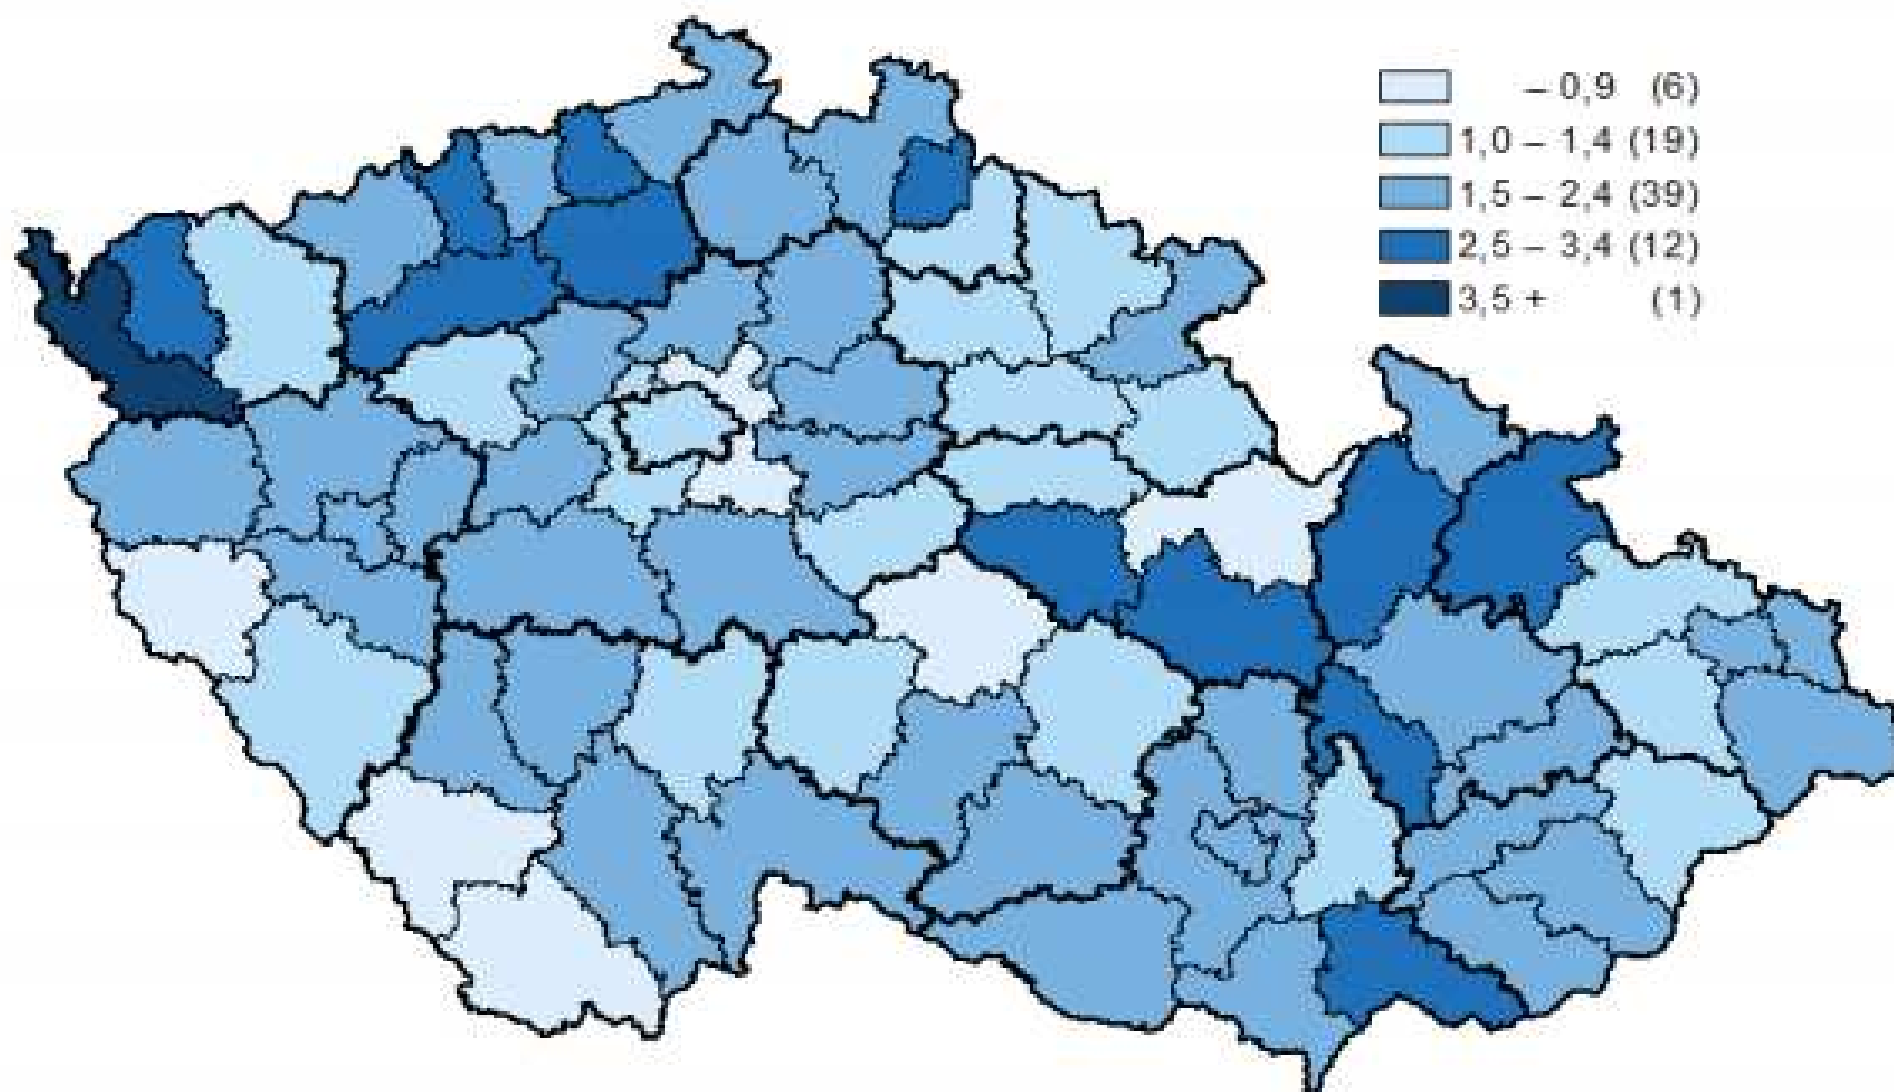 – 0,9 (6)
1,0 – 1,4 (19)
1,5 – 2,4 (39)
2,5 – 3,4 (12)
3,5 + (1)